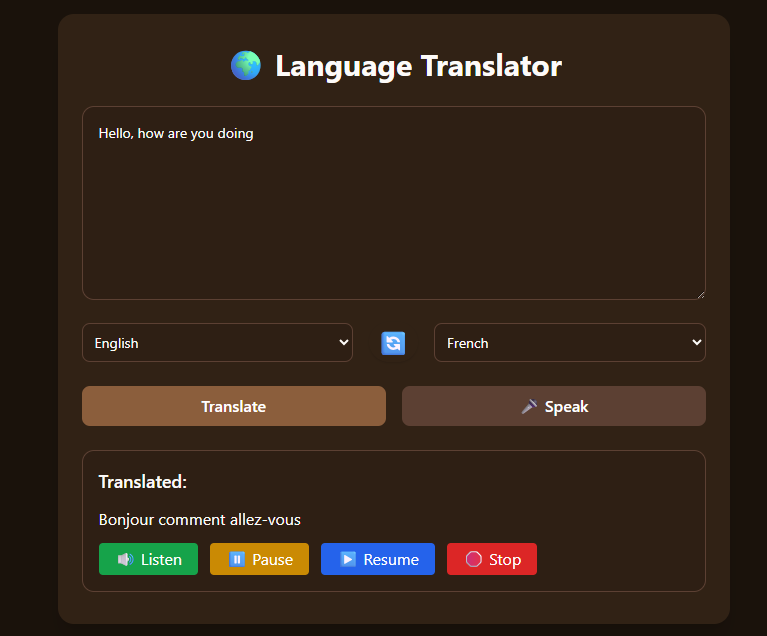 Language Translator
Hello, how are you doing
English French
Translate Speak
Translated:
Bonjour comment allez-vous
Listen Pause Resume Stop